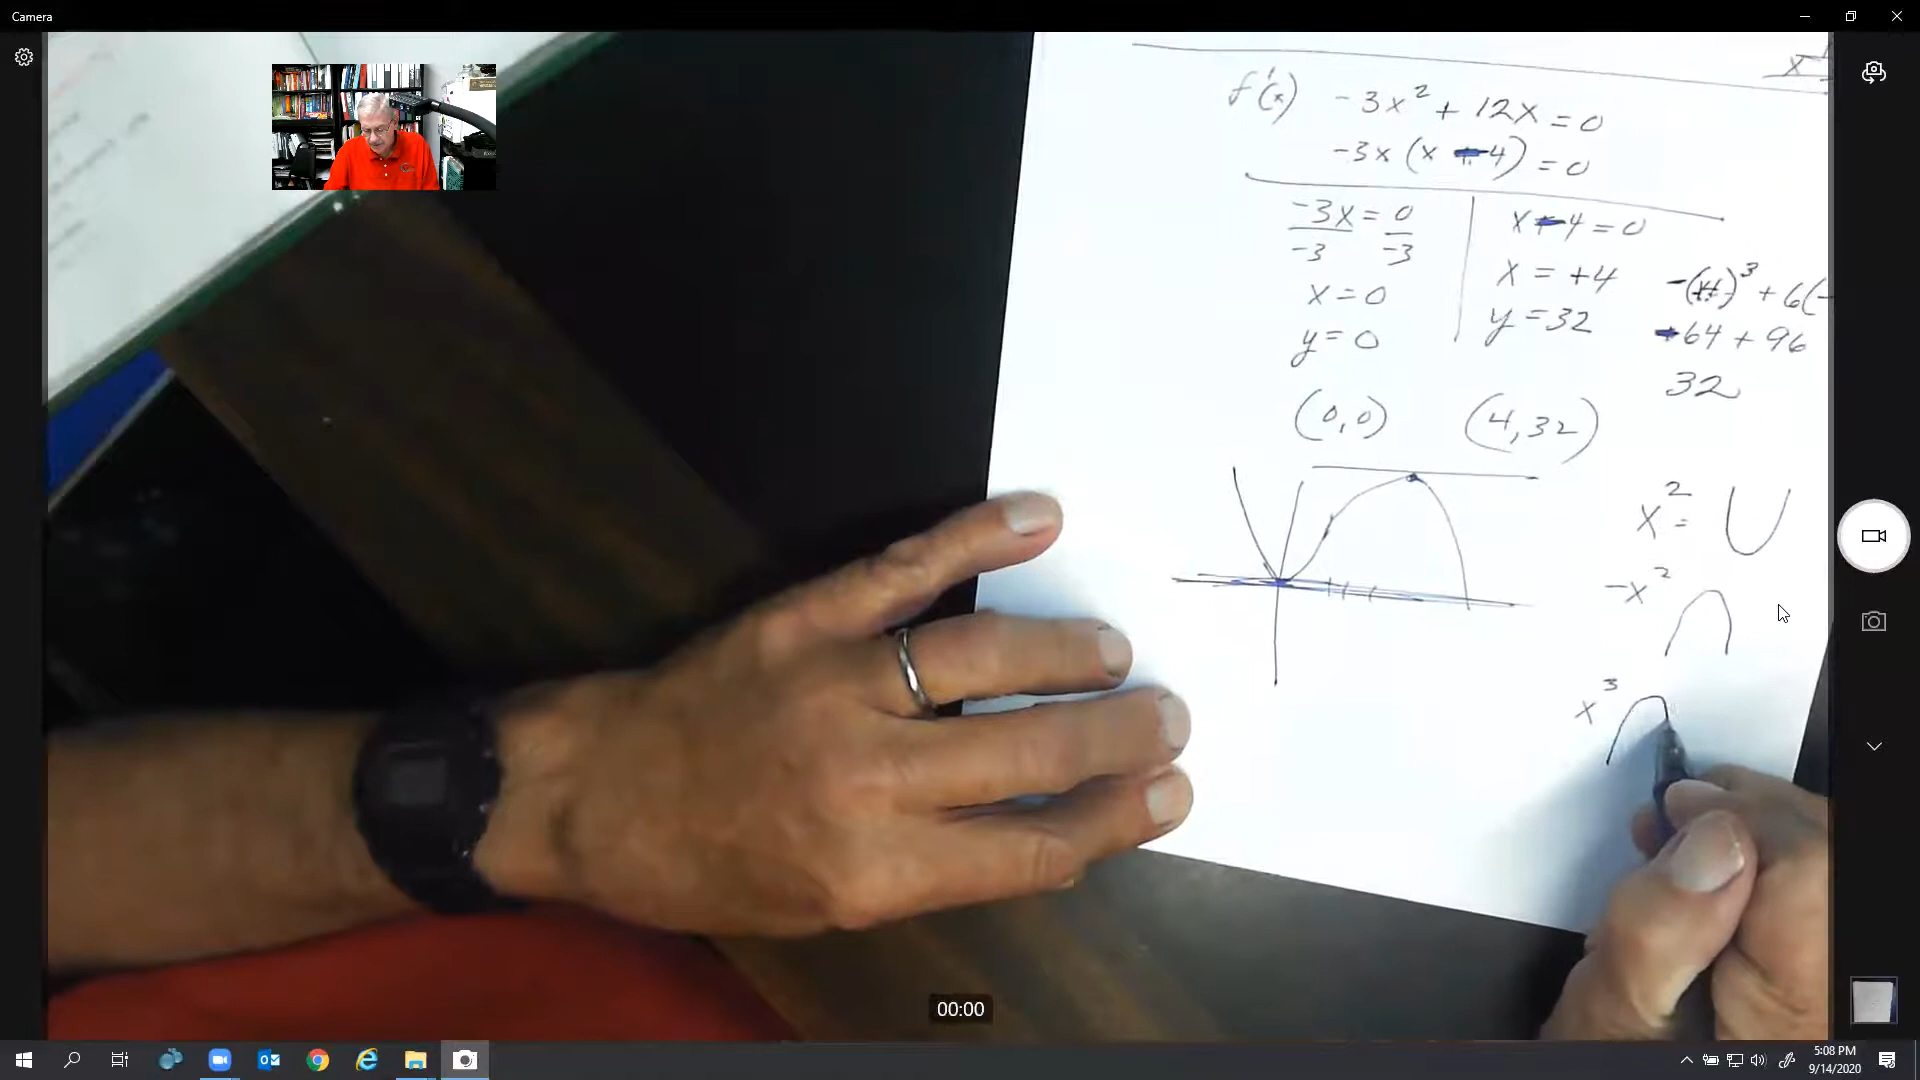 Camera
x
f'(x) -3x² + 12x = 0
-3x (x - 4) = 0
-3x = 0
-3 -3
x = 0
y = 0
x - 4 = 0
x = +4
y = 32
+ 6(-
-64 + 96
32
(0,0) (4,32)
x² =
-x²
x³
00:00
5:08 PM
9/14/2020